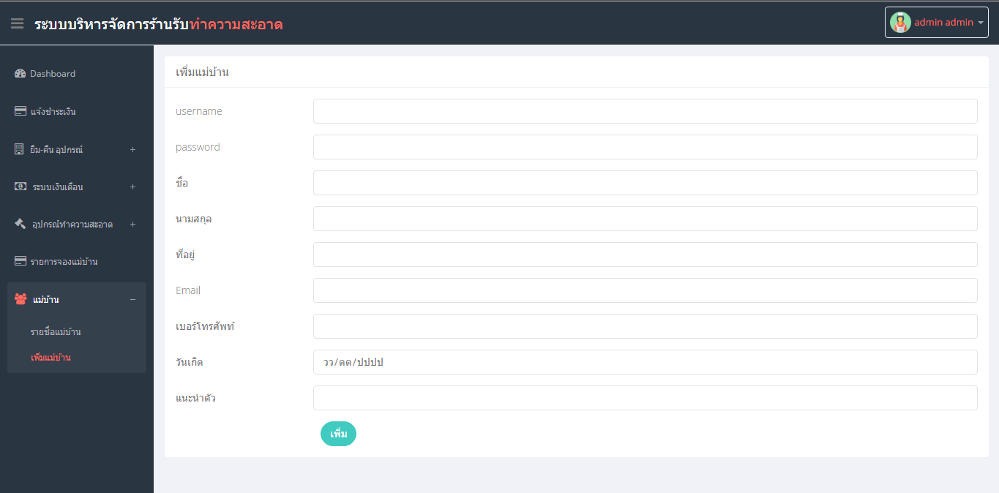 ระบบบริหารจัดการร้านรับทำความสะอาด
admin admin
Dashboard
แจ้งชำระเงิน
ยืม-คืน อุปกรณ์
ระบบเงินเดือน
อุปกรณ์ทำความสะอาด
รายการจองแม่บ้าน
แม่บ้าน
รายชื่อแม่บ้าน
เพิ่มแม่บ้าน
เพิ่มแม่บ้าน
username
password
ชื่อ
นามสกุล
ที่อยู่
Email
เบอร์โทรศัพท์
วันเกิด
วว/ดด/ปปปป
แนะนำตัว
เพิ่ม